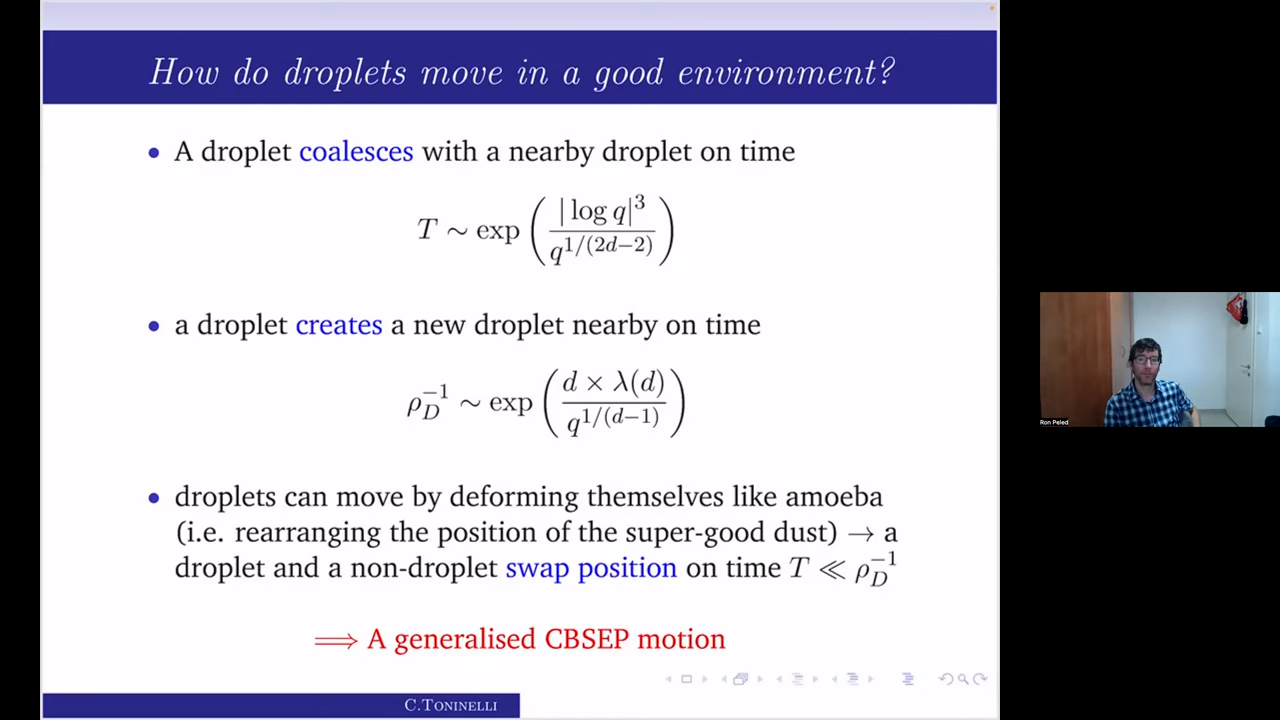 How do droplets move in a good environment?
• A droplet coalesces with a nearby droplet on time
T ∼ exp ( | log q|^3 / q^{1/(2d−2)} )
• a droplet creates a new droplet nearby on time
ρ_D^{−1} ∼ exp ( d × λ(d) / q^{1/(d−1)} )
• droplets can move by deforming themselves like amoeba
(i.e. rearranging the position of the super-good dust) → a
droplet and a non-droplet swap position on time T ≪ ρ_D^{−1}
⟹ A generalised CBSEP motion
C.Toninelli
Ron Peled